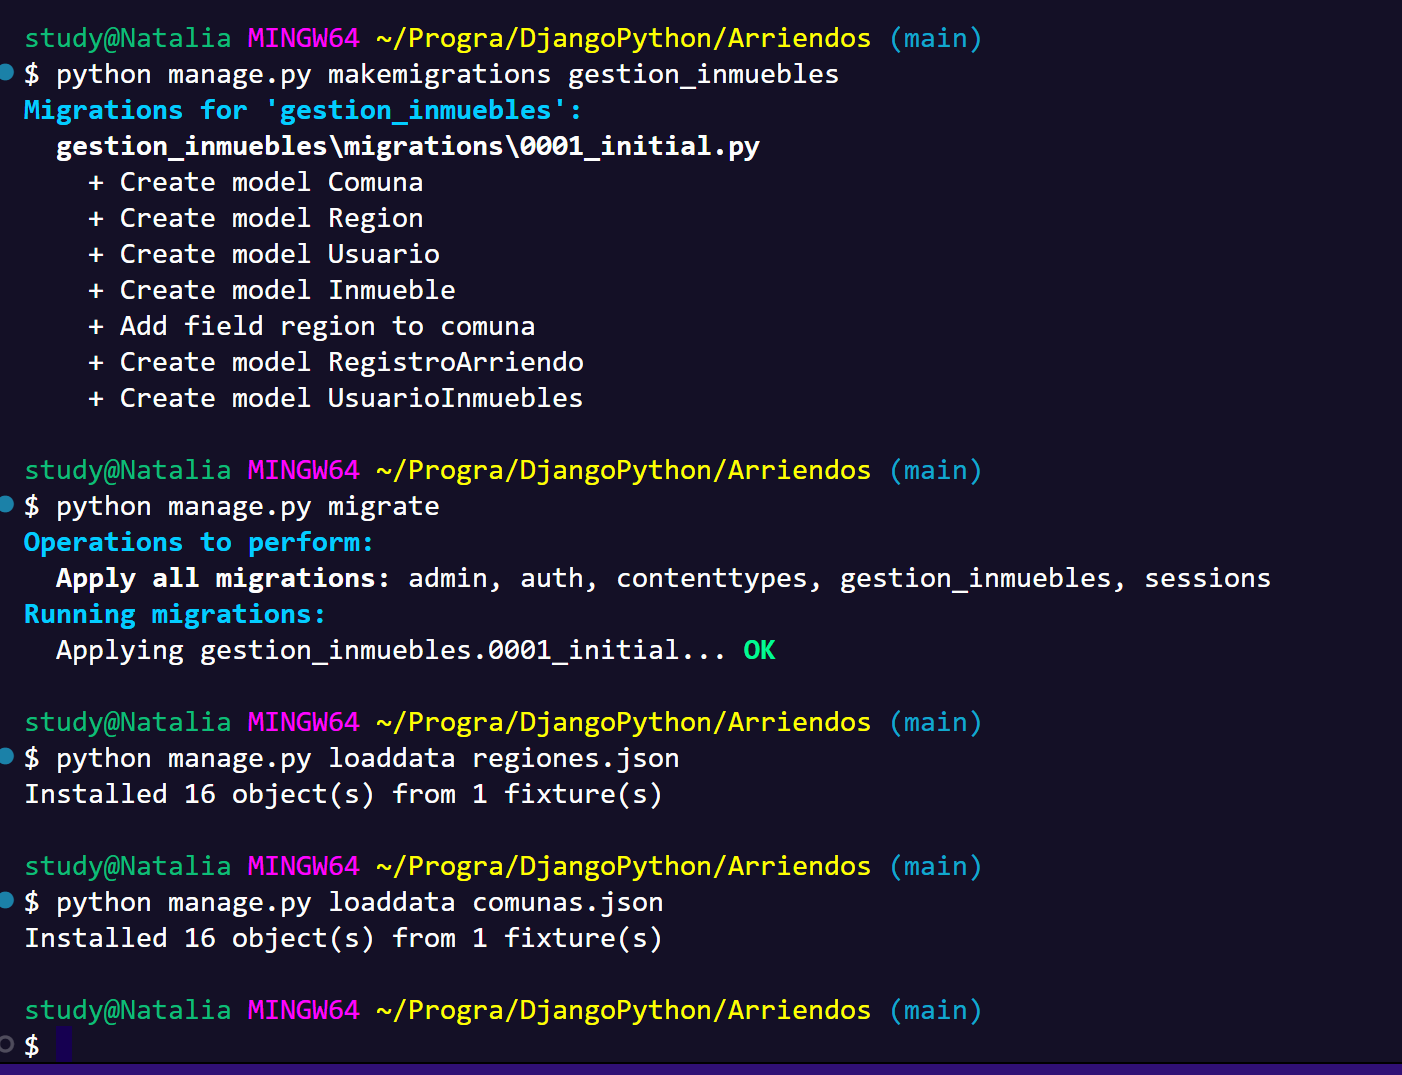 study@Natalia MINGW64 ~/Progra/DjangoPython/Arriendos (main)
$ python manage.py makemigrations gestion_inmuebles
Migrations for 'gestion_inmuebles':
  gestion_inmuebles\migrations\0001_initial.py
    + Create model Comuna
    + Create model Region
    + Create model Usuario
    + Create model Inmueble
    + Add field region to comuna
    + Create model RegistroArriendo
    + Create model UsuarioInmuebles

study@Natalia MINGW64 ~/Progra/DjangoPython/Arriendos (main)
$ python manage.py migrate
Operations to perform:
  Apply all migrations: admin, auth, contenttypes, gestion_inmuebles, sessions
Running migrations:
  Applying gestion_inmuebles.0001_initial... OK

study@Natalia MINGW64 ~/Progra/DjangoPython/Arriendos (main)
$ python manage.py loaddata regiones.json
Installed 16 object(s) from 1 fixture(s)

study@Natalia MINGW64 ~/Progra/DjangoPython/Arriendos (main)
$ python manage.py loaddata comunas.json
Installed 16 object(s) from 1 fixture(s)

study@Natalia MINGW64 ~/Progra/DjangoPython/Arriendos (main)
$